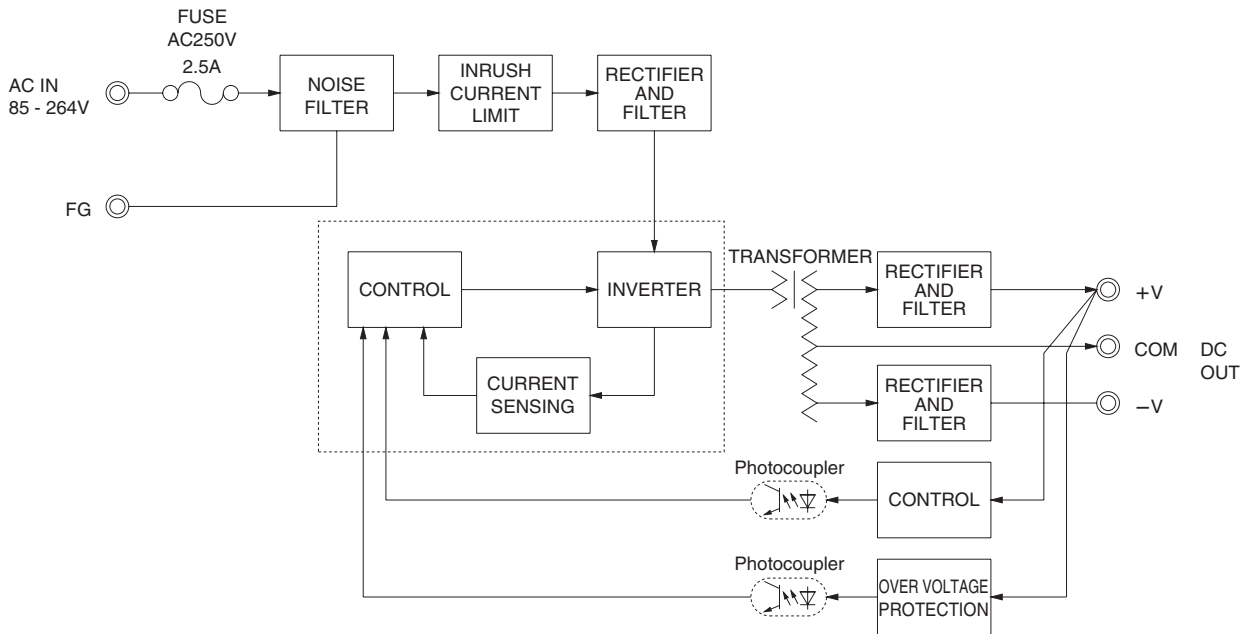 FUSE
AC250V
2.5A
AC IN
85 - 264V
NOISE
FILTER
INRUSH
CURRENT
LIMIT
RECTIFIER
AND
FILTER
FG
CONTROL
INVERTER
CURRENT
SENSING
TRANSFORMER
RECTIFIER
AND
FILTER
+V
COM
DC
OUT
RECTIFIER
AND
FILTER
−V
Photocoupler
CONTROL
Photocoupler
OVER VOLTAGE
PROTECTION